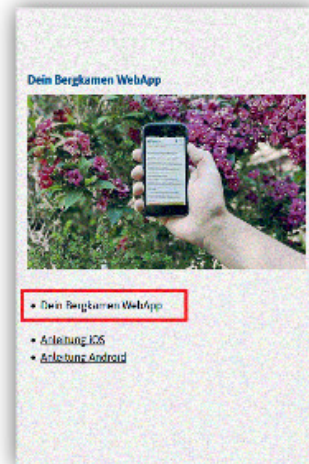 Dein Bergkamen WebApp
Dein Bergkamen WebApp
Anleitung iOS
Anleitung Android